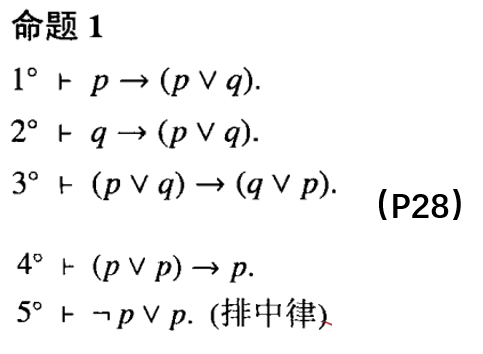 命题 1
1° ⊢ p → (p ∨ q).
2° ⊢ q → (p ∨ q).
3° ⊢ (p ∨ q) → (q ∨ p).
(P28)
4° ⊢ (p ∨ p) → p.
5° ⊢ ¬p ∨ p. (排中律)